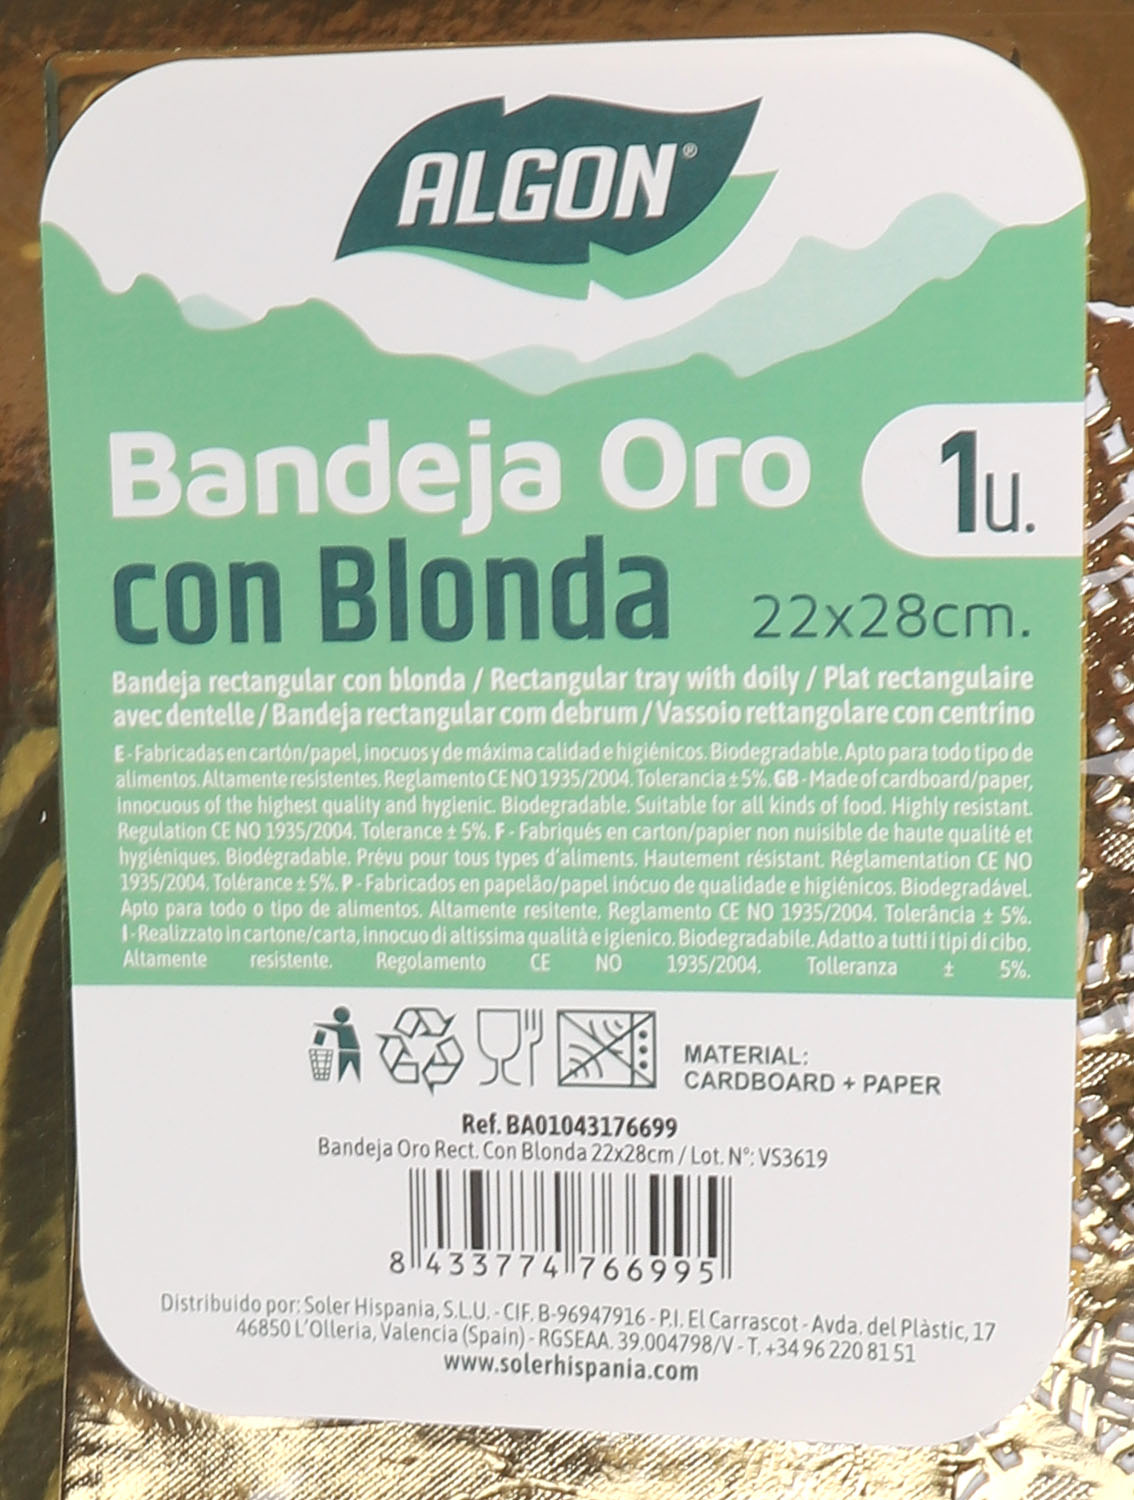 ALGON®
Bandeja Oro
1u.
con Blonda
22x28cm.
Bandeja rectangular con blonda / Rectangular tray with doily / Plat rectangulaire
avec dentelle / Bandeja rectangular com debrum / Vassoio rettangolare con centrino
E - Fabricadas en cartón/papel, inocuos y de máxima calidad e higiénicos. Biodegradable. Apto para todo tipo de
alimentos. Altamente resistentes. Reglamento CE NO 1935/2004. Tolerancia ± 5%. GB - Made of cardboard/paper,
innocuous of the highest quality and hygienic. Biodegradable. Suitable for all kinds of food. Highly resistant.
Regulation CE NO 1935/2004. Tolerance ± 5%. F - Fabriqués en carton/papier non nuisible de haute qualité et
hygiéniques. Biodégradable. Prévu pour tous types d'aliments. Hautement résistant. Réglamentation CE NO
1935/2004. Tolérance ± 5%. P - Fabricados en papelão/papel inócuo de qualidade e higiénicos. Biodegradável.
Apto para todo o tipo de alimentos. Altamente resitente. Reglamento CE NO 1935/2004. Tolerância ± 5%.
I - Realizzato in cartone/carta, innocuo di altissima qualità e igienico. Biodegradabile. Adatto a tutti i tipi di cibo.
Altamente resistente. Regolamento CE NO 1935/2004. Tolleranza ± 5%.
MATERIAL:
CARDBOARD + PAPER
Ref. BA01043176699
Bandeja Oro Rect. Con Blonda 22x28cm / Lot. Nº: VS3619
8 433774 766995
Distribuido por: Soler Hispania, S.L.U. - CIF. B-96947916 - P.I. El Carrascot - Avda. del Plàstic, 17
46850 L'Olleria, Valencia (Spain) - RGSEAA. 39.004798/V - T. +34 96 220 81 51
www.solerhispania.com